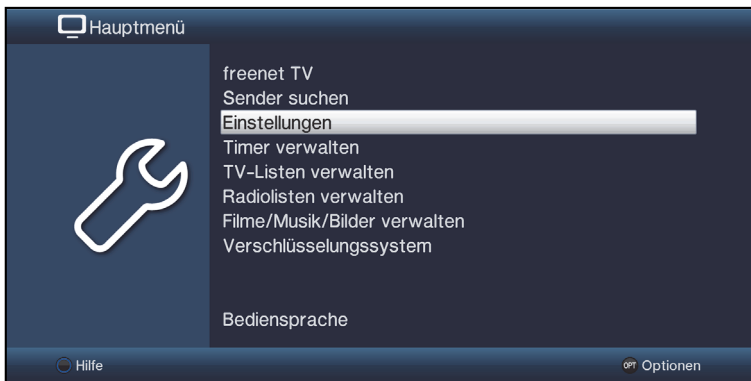 Hauptmenü
freenet TV
Sender suchen
Einstellungen
Timer verwalten
TV-Listen verwalten
Radiolisten verwalten
Filme/Musik/Bilder verwalten
Verschlüsselungssystem
Bediensprache
Hilfe
OPT Optionen